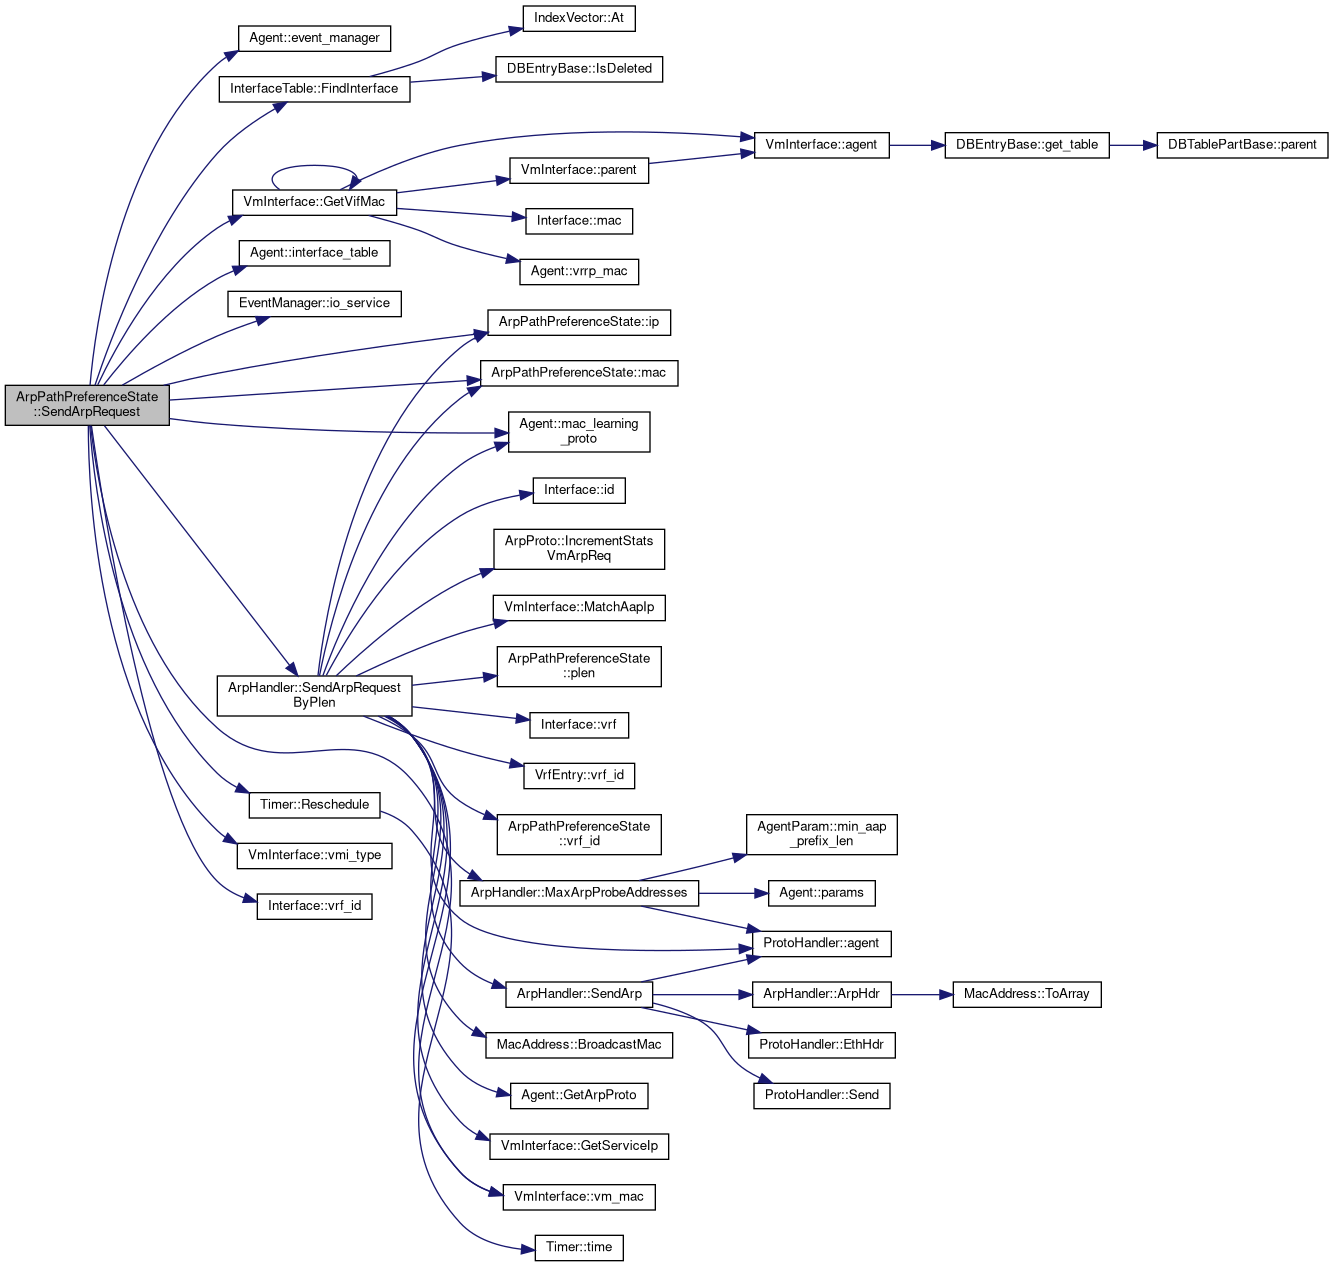 IndexVector::At
Agent::event_manager
DBEntryBase::IsDeleted
InterfaceTable::FindInterface
VmInterface::agent
DBEntryBase::get_table
DBTablePartBase::parent
VmInterface::parent
VmInterface::GetVifMac
Interface::mac
Agent::interface_table
Agent::vrrp_mac
EventManager::io_service
ArpPathPreferenceState::ip
ArpPathPreferenceState::mac
ArpPathPreferenceState
::SendArpRequest
Agent::mac_learning
_proto
Interface::id
ArpProto::IncrementStats
VmArpReq
VmInterface::MatchAapIp
ArpPathPreferenceState
::plen
ArpHandler::SendArpRequest
ByPlen
Interface::vrf
VrfEntry::vrf_id
Timer::Reschedule
ArpPathPreferenceState
::vrf_id
AgentParam::min_aap
_prefix_len
VmInterface::vmi_type
ArpHandler::MaxArpProbeAddresses
Agent::params
Interface::vrf_id
ProtoHandler::agent
ArpHandler::SendArp
ArpHandler::ArpHdr
MacAddress::ToArray
MacAddress::BroadcastMac
ProtoHandler::EthHdr
Agent::GetArpProto
ProtoHandler::Send
VmInterface::GetServiceIp
VmInterface::vm_mac
Timer::time